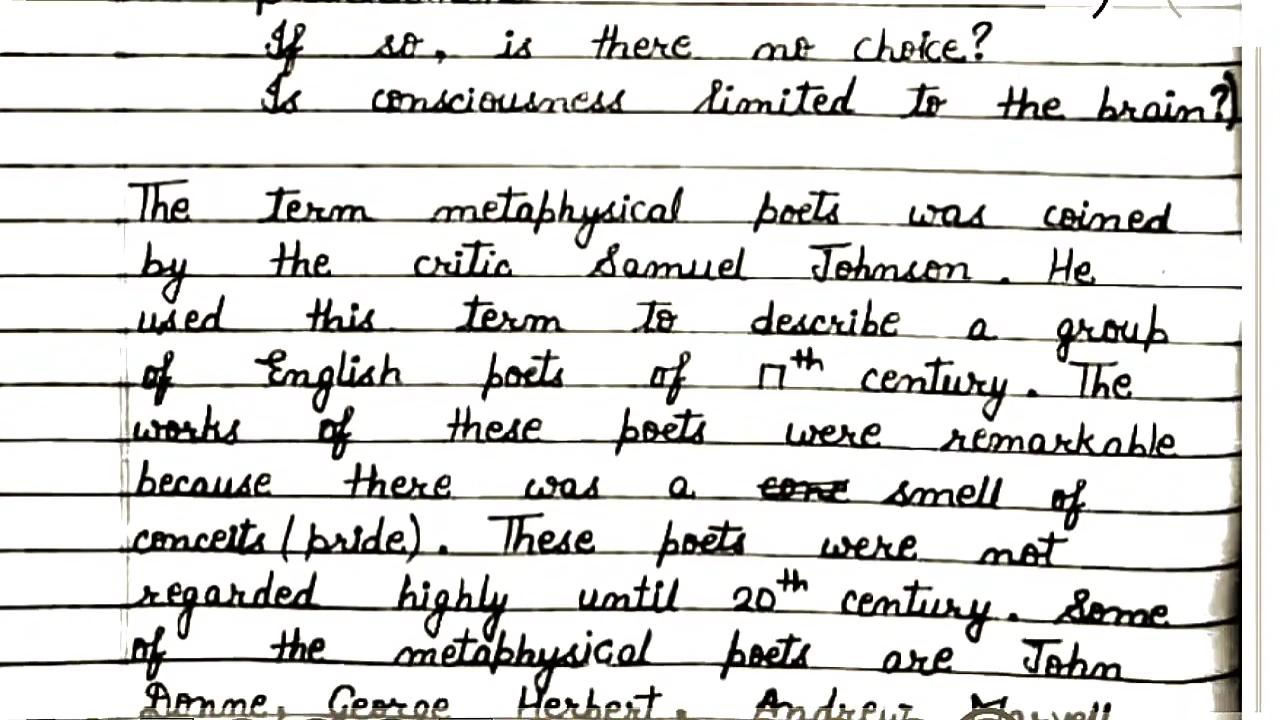 If so, is there no choice?
Is consciousness limited to the brain?)
The term metaphysical poets was coined
by the critic Samuel Johnson. He
used this term to describe a group
of English poets of 17th century. The
works of these poets were remarkable
because there was a smell of
conceits (pride). These poets were not
regarded highly until 20th century. Some
of the metaphysical poets are John
Donne, George Herbert, Andrew Marvell